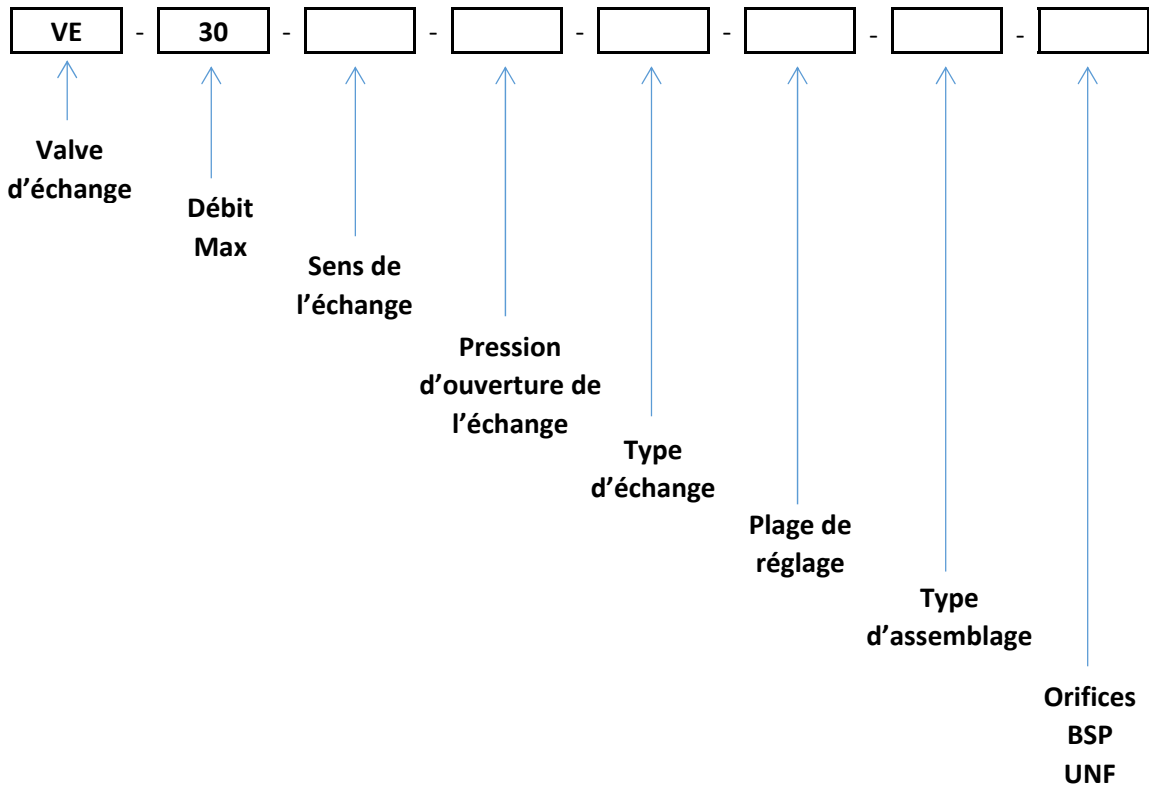 VE - 30 - - - - - -
Valve
d’échange
Débit
Max
Sens de
l’échange
Pression
d’ouverture de
l’échange
Type
d’échange
Plage de
réglage
Type
d’assemblage
Orifices
BSP
UNF